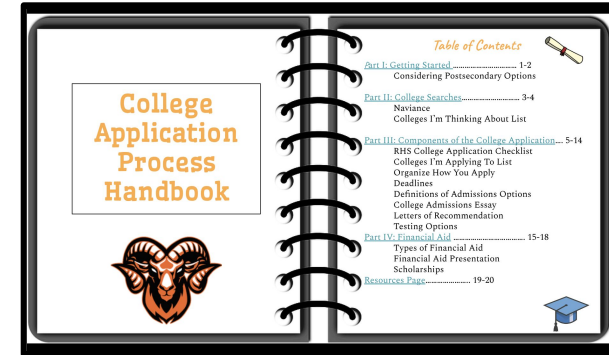 College
Application
Process
Handbook
Table of Contents
Part I: Getting Started ................................ 1-2
Considering Postsecondary Options
Part II: College Searches............................. 3-4
Naviance
Colleges I'm Thinking About List
Part III: Components of the College Application.... 5-14
RHS College Application Checklist
Colleges I'm Applying To List
Organize How You Apply
Deadlines
Definitions of Admissions Options
College Admissions Essay
Letters of Recommendation
Testing Options
Part IV: Financial Aid .................................... 15-18
Types of Financial Aid
Financial Aid Presentation
Scholarships
Resources Page...................... 19-20